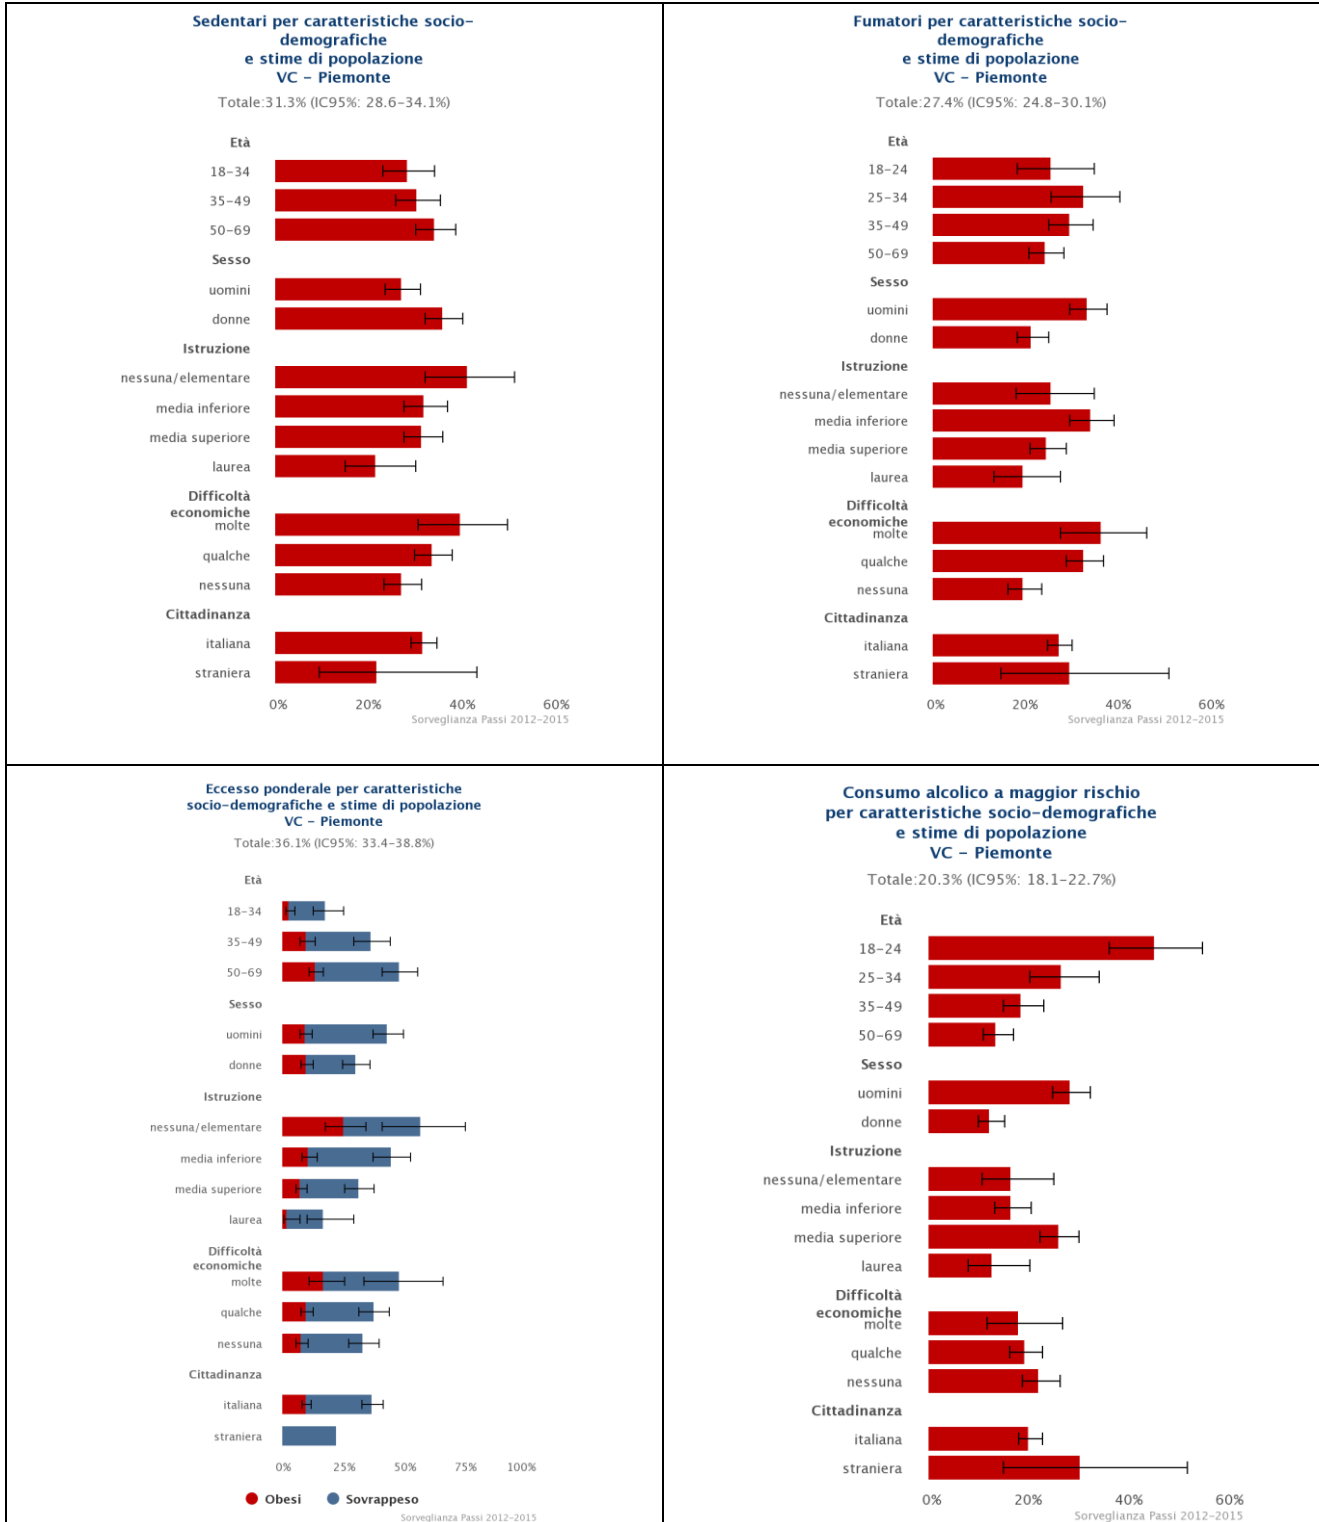 Sedentari per caratteristiche socio-
demografiche
e stime di popolazione
VC – Piemonte
Totale:31.3% (IC95%: 28.6–34.1%)
Età
18–34
35–49
50–69
Sesso
uomini
donne
Istruzione
nessuna/elementare
media inferiore
media superiore
laurea
Difficoltà
economiche
molte
qualche
nessuna
Cittadinanza
italiana
straniera
0% 20% 40% 60%
Sorveglianza Passi 2012–2015
Fumatori per caratteristiche socio-
demografiche
e stime di popolazione
VC – Piemonte
Totale:27.4% (IC95%: 24.8–30.1%)
Età
18–24
25–34
35–49
50–69
Sesso
uomini
donne
Istruzione
nessuna/elementare
media inferiore
media superiore
laurea
Difficoltà
economiche
molte
qualche
nessuna
Cittadinanza
italiana
straniera
0% 20% 40% 60%
Sorveglianza Passi 2012–2015
Eccesso ponderale per caratteristiche
socio-demografiche e stime di popolazione
VC – Piemonte
Totale:36.1% (IC95%: 33.4–38.8%)
Età
18–34
35–49
50–69
Sesso
uomini
donne
Istruzione
nessuna/elementare
media inferiore
media superiore
laurea
Difficoltà
economiche
molte
qualche
nessuna
Cittadinanza
italiana
straniera
0% 25% 50% 75% 100%
Obesi Sovrappeso
Sorveglianza Passi 2012–2015
Consumo alcolico a maggior rischio
per caratteristiche socio-demografiche
e stime di popolazione
VC – Piemonte
Totale:20.3% (IC95%: 18.1–22.7%)
Età
18–24
25–34
35–49
50–69
Sesso
uomini
donne
Istruzione
nessuna/elementare
media inferiore
media superiore
laurea
Difficoltà
economiche
molte
qualche
nessuna
Cittadinanza
italiana
straniera
0% 20% 40% 60%
Sorveglianza Passi 2012–2015